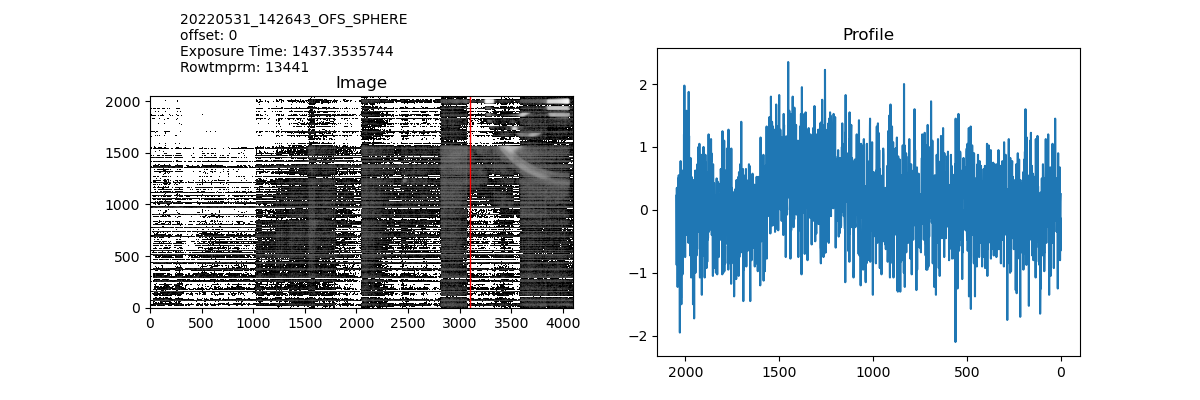 20220531_142643_OFS_SPHERE
offset: 0
Exposure Time: 1437.3535744
Rowtmprm: 13441
Image
2000
1500
1000
500
0
0 500 1000 1500 2000 2500 3000 3500 4000
Profile
2
1
0
−1
−2
2000 1500 1000 500 0